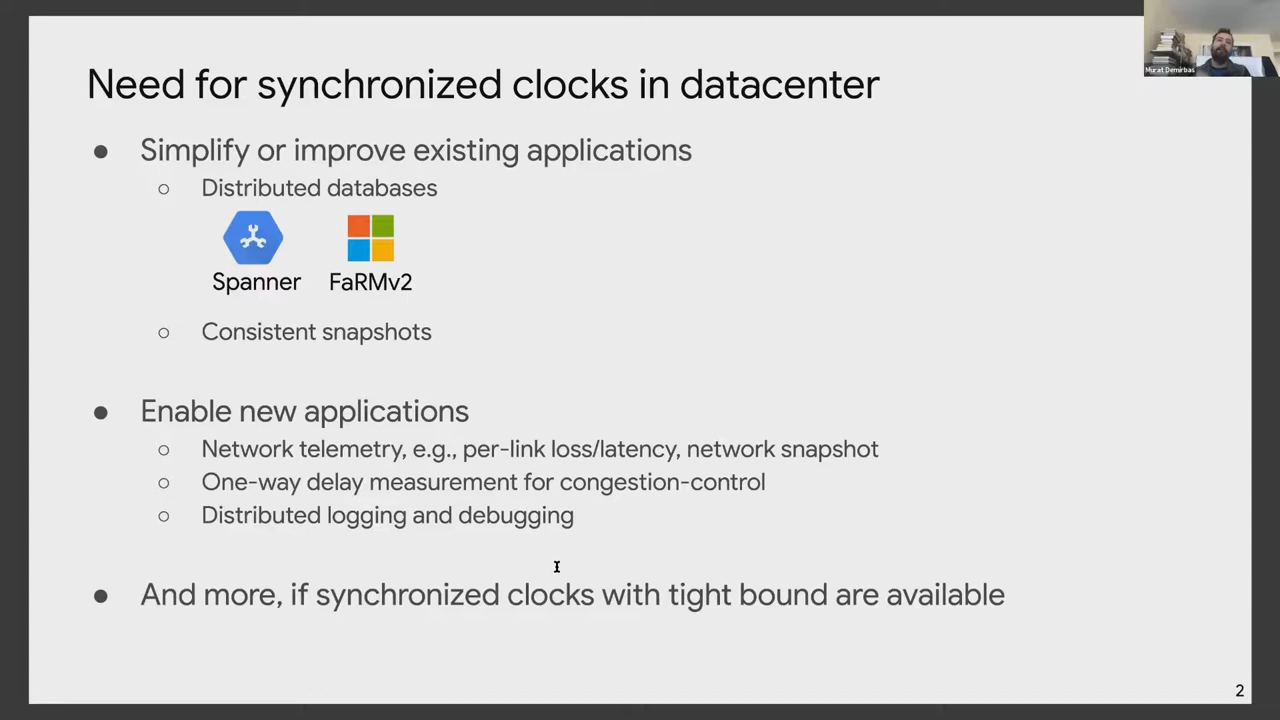 Murat Demirbas
Need for synchronized clocks in datacenter
● Simplify or improve existing applications
○ Distributed databases
Spanner FaRMv2
○ Consistent snapshots
● Enable new applications
○ Network telemetry, e.g., per-link loss/latency, network snapshot
○ One-way delay measurement for congestion-control
○ Distributed logging and debugging
● And more, if synchronized clocks with tight bound are available
2